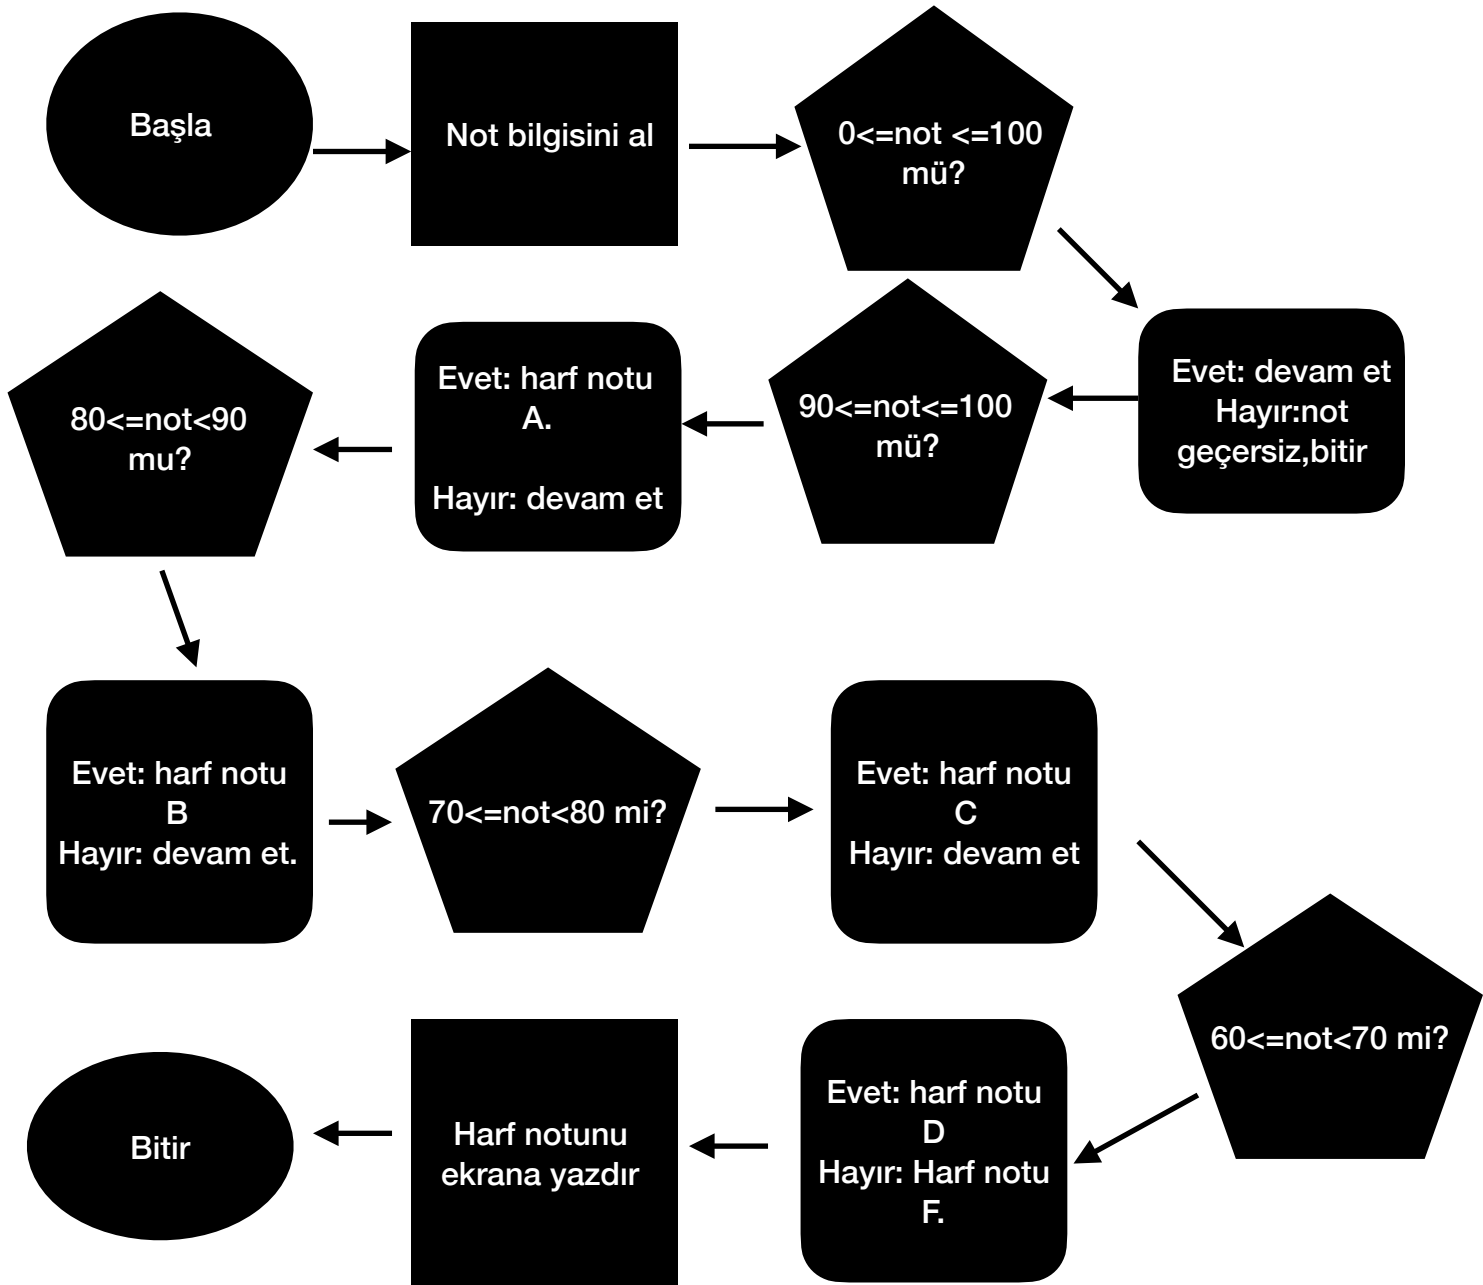 Başla
Not bilgisini al
0<=not <=100
mü?
Evet: devam et
Hayır:not
geçersiz,bitir
90<=not<=100
mü?
Evet: harf notu
A.
Hayır: devam et
80<=not<90
mu?
Evet: harf notu
B
Hayır: devam et.
70<=not<80 mi?
Evet: harf notu
C
Hayır: devam et
60<=not<70 mi?
Evet: harf notu
D
Hayır: Harf notu
F.
Harf notunu
ekrana yazdır
Bitir